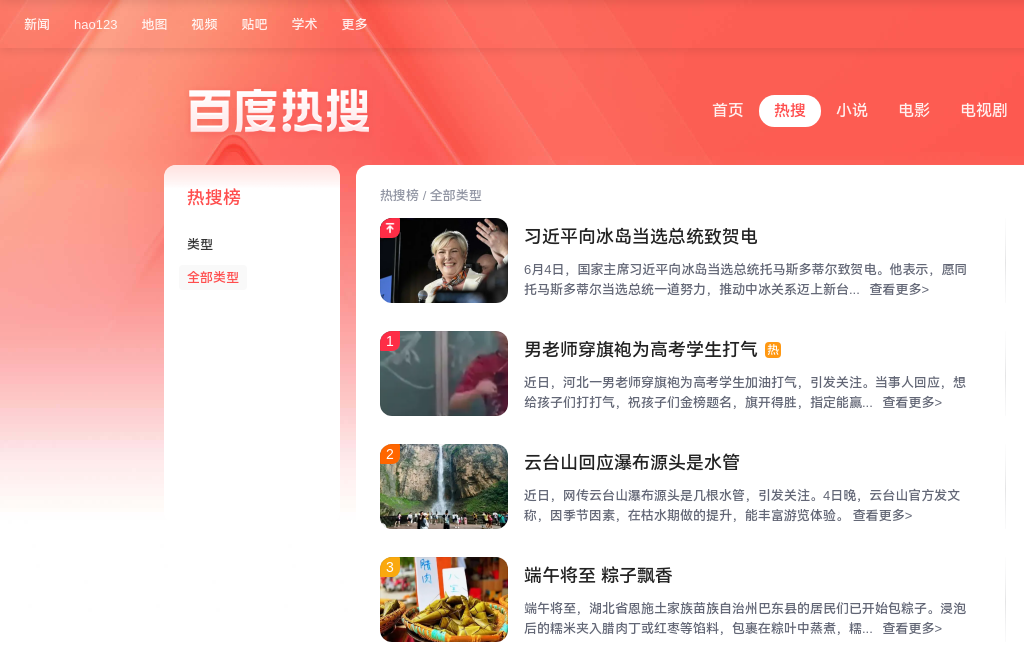 新闻 hao123 地图 视频 贴吧 学术 更多
百度热搜
首页 热搜 小说 电影 电视剧
热搜榜
类型
全部类型
热搜榜 / 全部类型
习近平向冰岛当选总统致贺电
6月4日，国家主席习近平向冰岛当选总统托马斯多蒂尔致贺电。他表示，愿同
托马斯多蒂尔当选总统一道努力，推动中冰关系迈上新台... 查看更多>
1
男老师穿旗袍为高考学生打气 热
近日，河北一男老师穿旗袍为高考学生加油打气，引发关注。当事人回应，想
给孩子们打打气，祝孩子们金榜题名，旗开得胜，指定能赢... 查看更多>
2
云台山回应瀑布源头是水管
近日，网传云台山瀑布源头是几根水管，引发关注。4日晚，云台山官方发文
称，因季节因素，在枯水期做的提升，能丰富游览体验。 查看更多>
3
腊肉
端午将至 粽子飘香
端午将至，湖北省恩施土家族苗族自治州巴东县的居民们已开始包粽子。浸泡
后的糯米夹入腊肉丁或红枣等馅料，包裹在粽叶中蒸煮，糯... 查看更多>